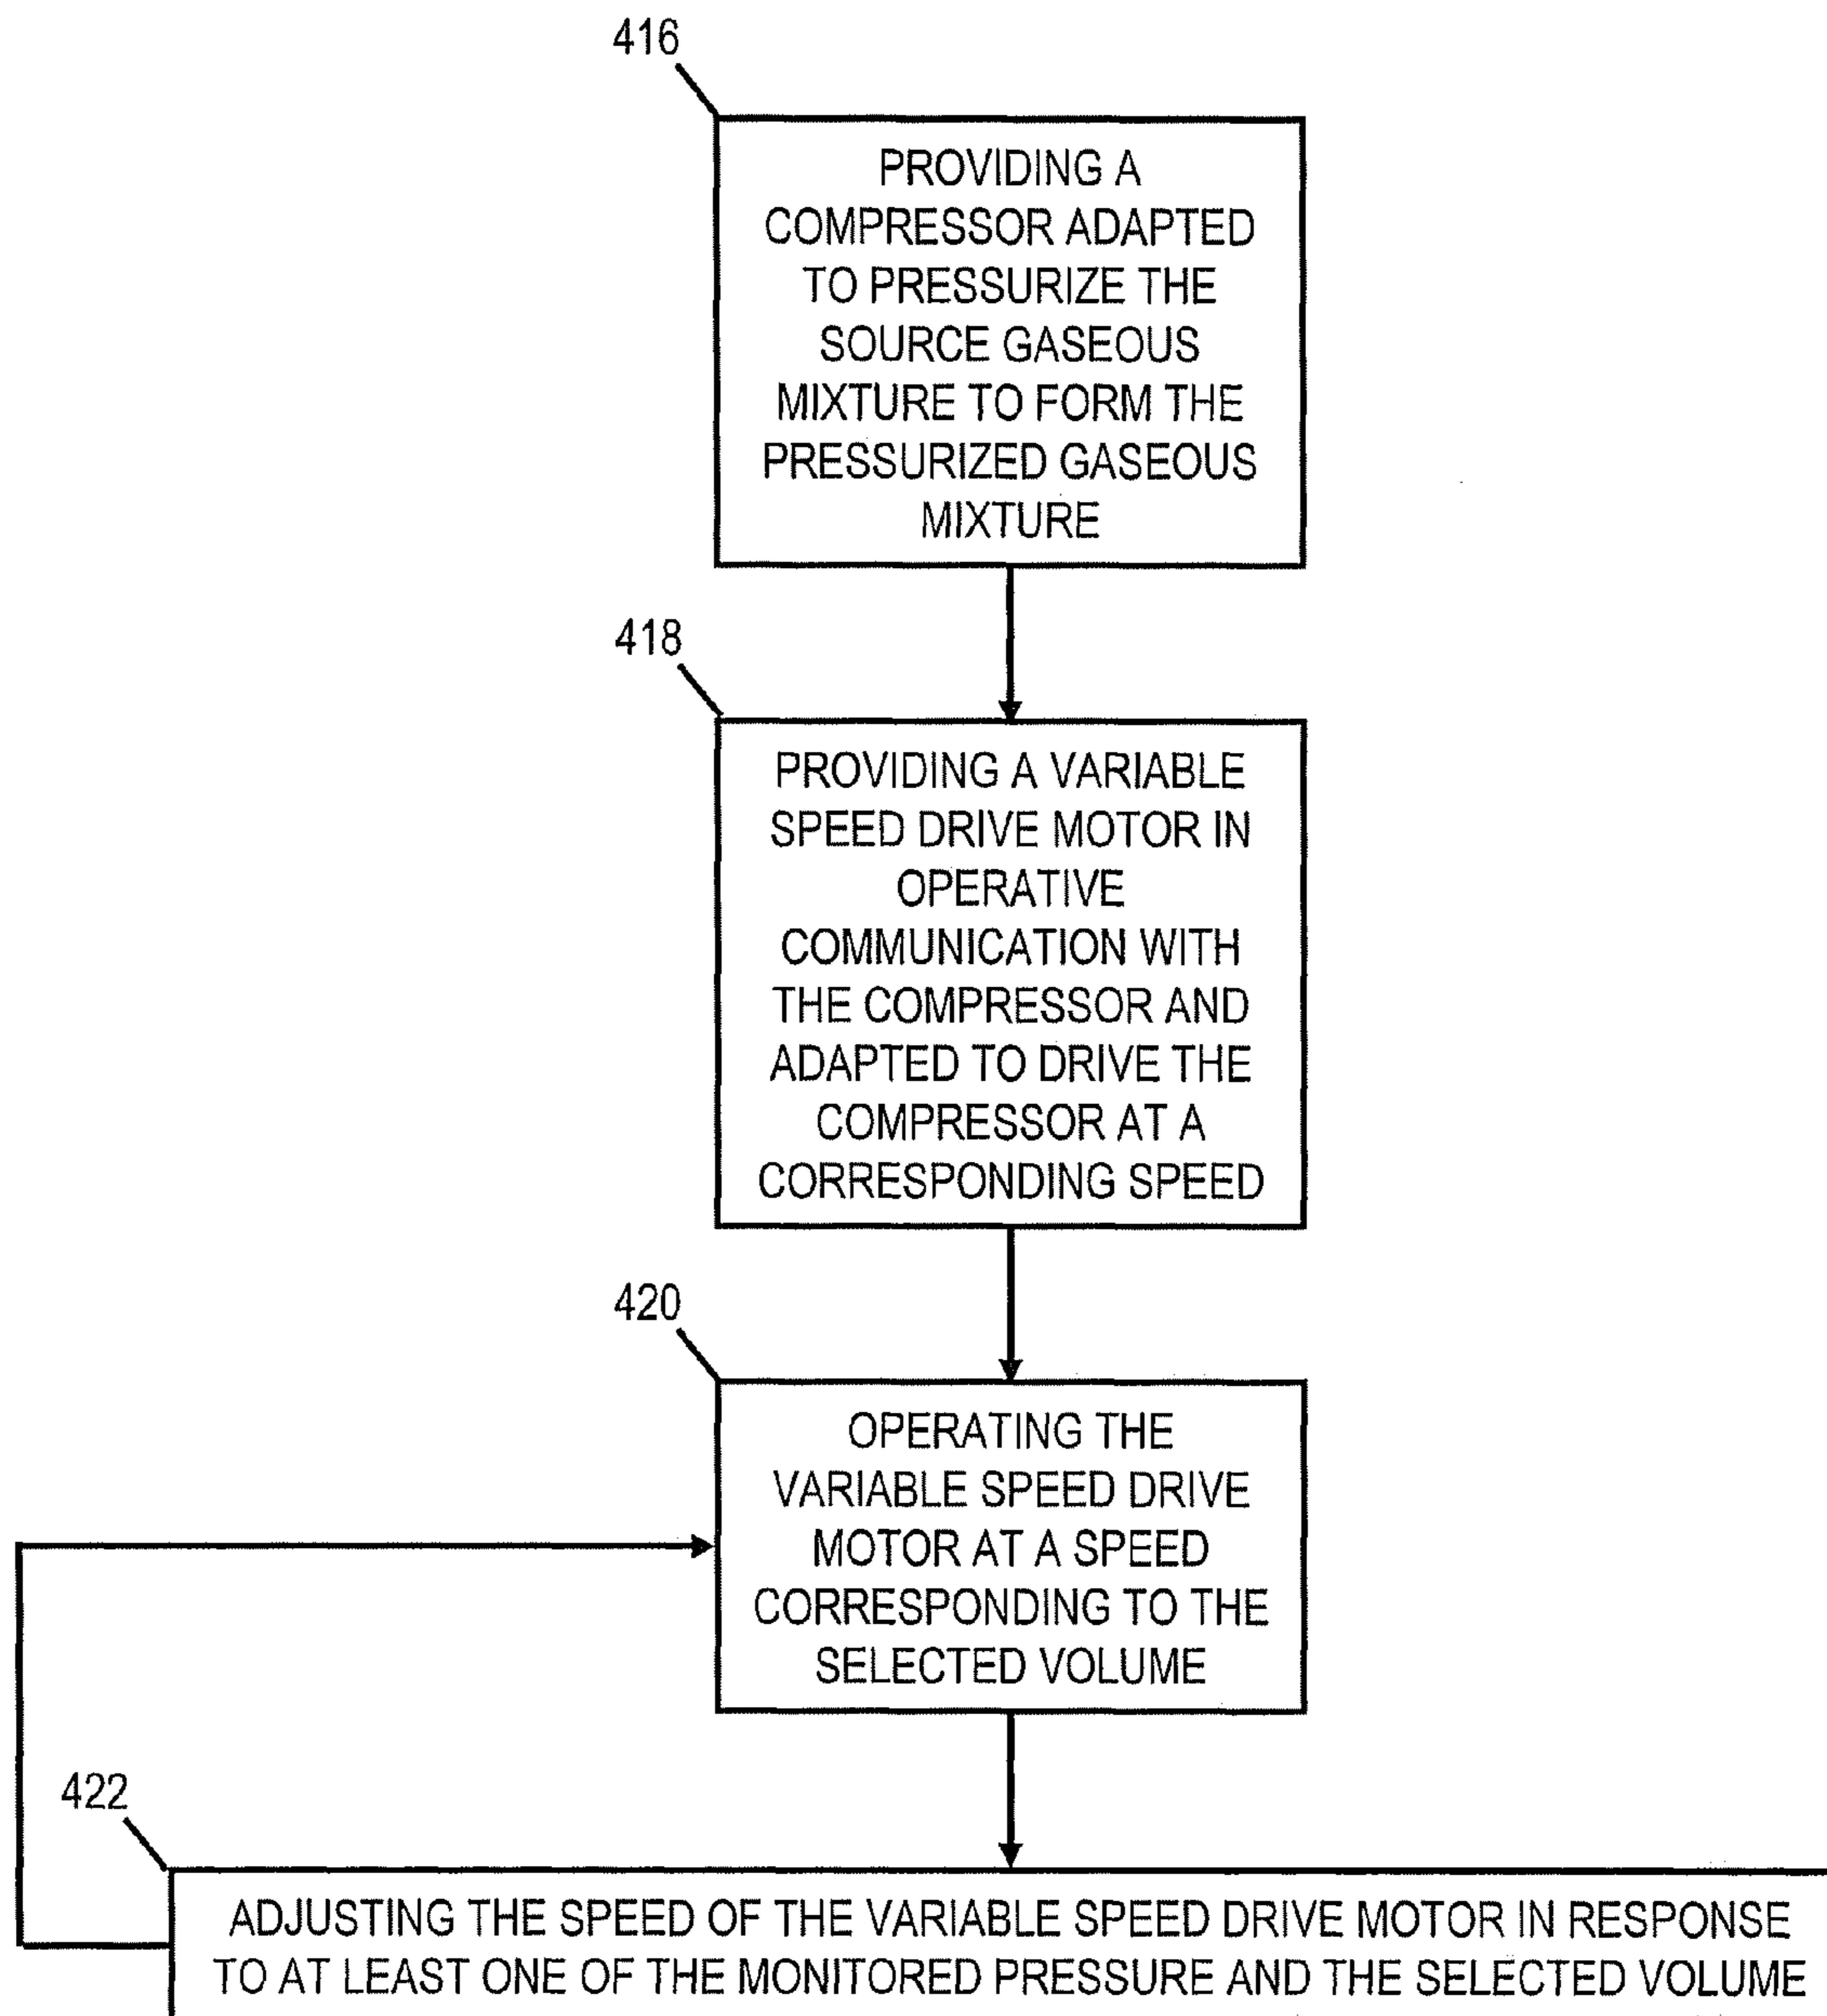 416
PROVIDING A
COMPRESSOR ADAPTED
TO PRESSURIZE THE
SOURCE GASEOUS
MIXTURE TO FORM THE
PRESSURIZED GASEOUS
MIXTURE
418
PROVIDING A VARIABLE
SPEED DRIVE MOTOR IN
OPERATIVE
COMMUNICATION WITH
THE COMPRESSOR AND
ADAPTED TO DRIVE THE
COMPRESSOR AT A
CORRESPONDING SPEED
420
OPERATING THE
VARIABLE SPEED DRIVE
MOTOR AT A SPEED
CORRESPONDING TO THE
SELECTED VOLUME
422
ADJUSTING THE SPEED OF THE VARIABLE SPEED DRIVE MOTOR IN RESPONSE
TO AT LEAST ONE OF THE MONITORED PRESSURE AND THE SELECTED VOLUME